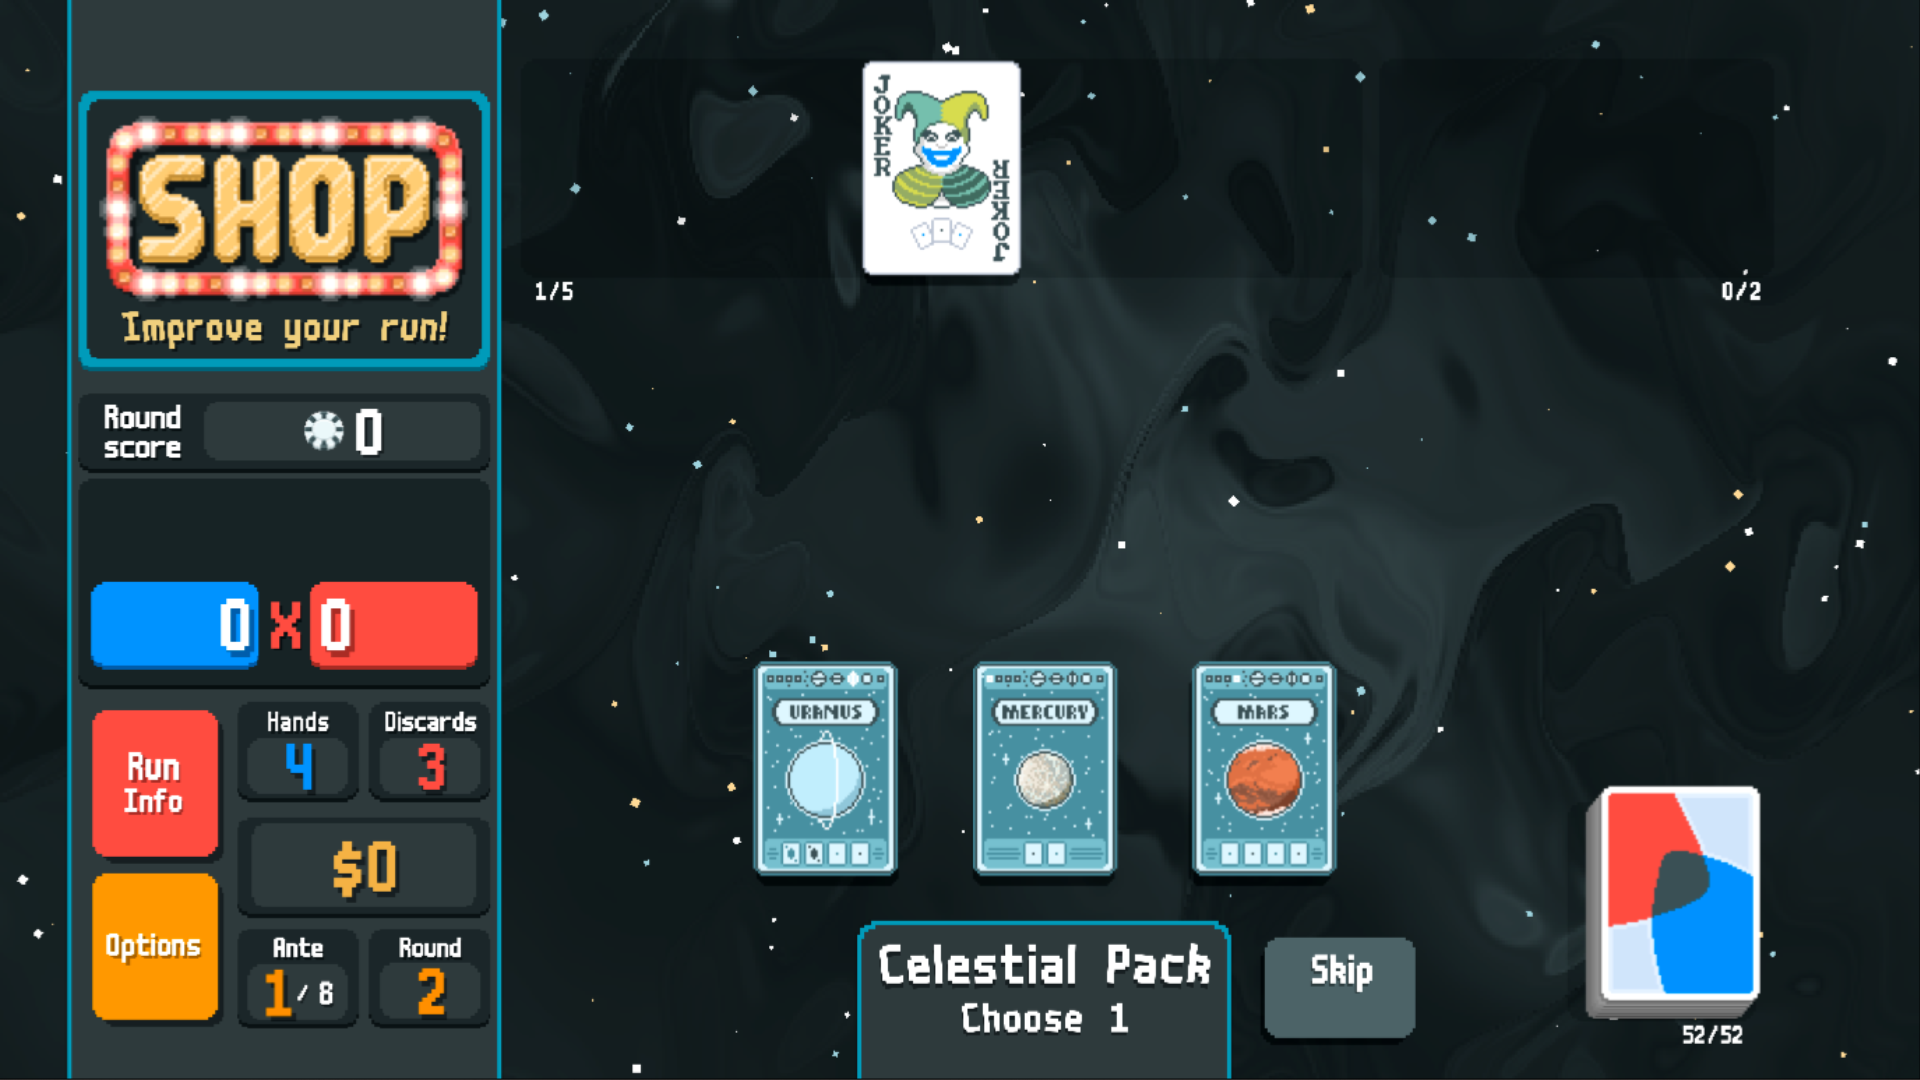 SHOP
Improve your run!
Round
score
0
0 X 0
Run
Info
Hands
4
Discards
3
$0
Options
Ante
1/8
Round
2
JOKER
JOKER
1/5
0/2
URANUS
MERCURY
MARS
Celestial Pack
Choose 1
Skip
52/52